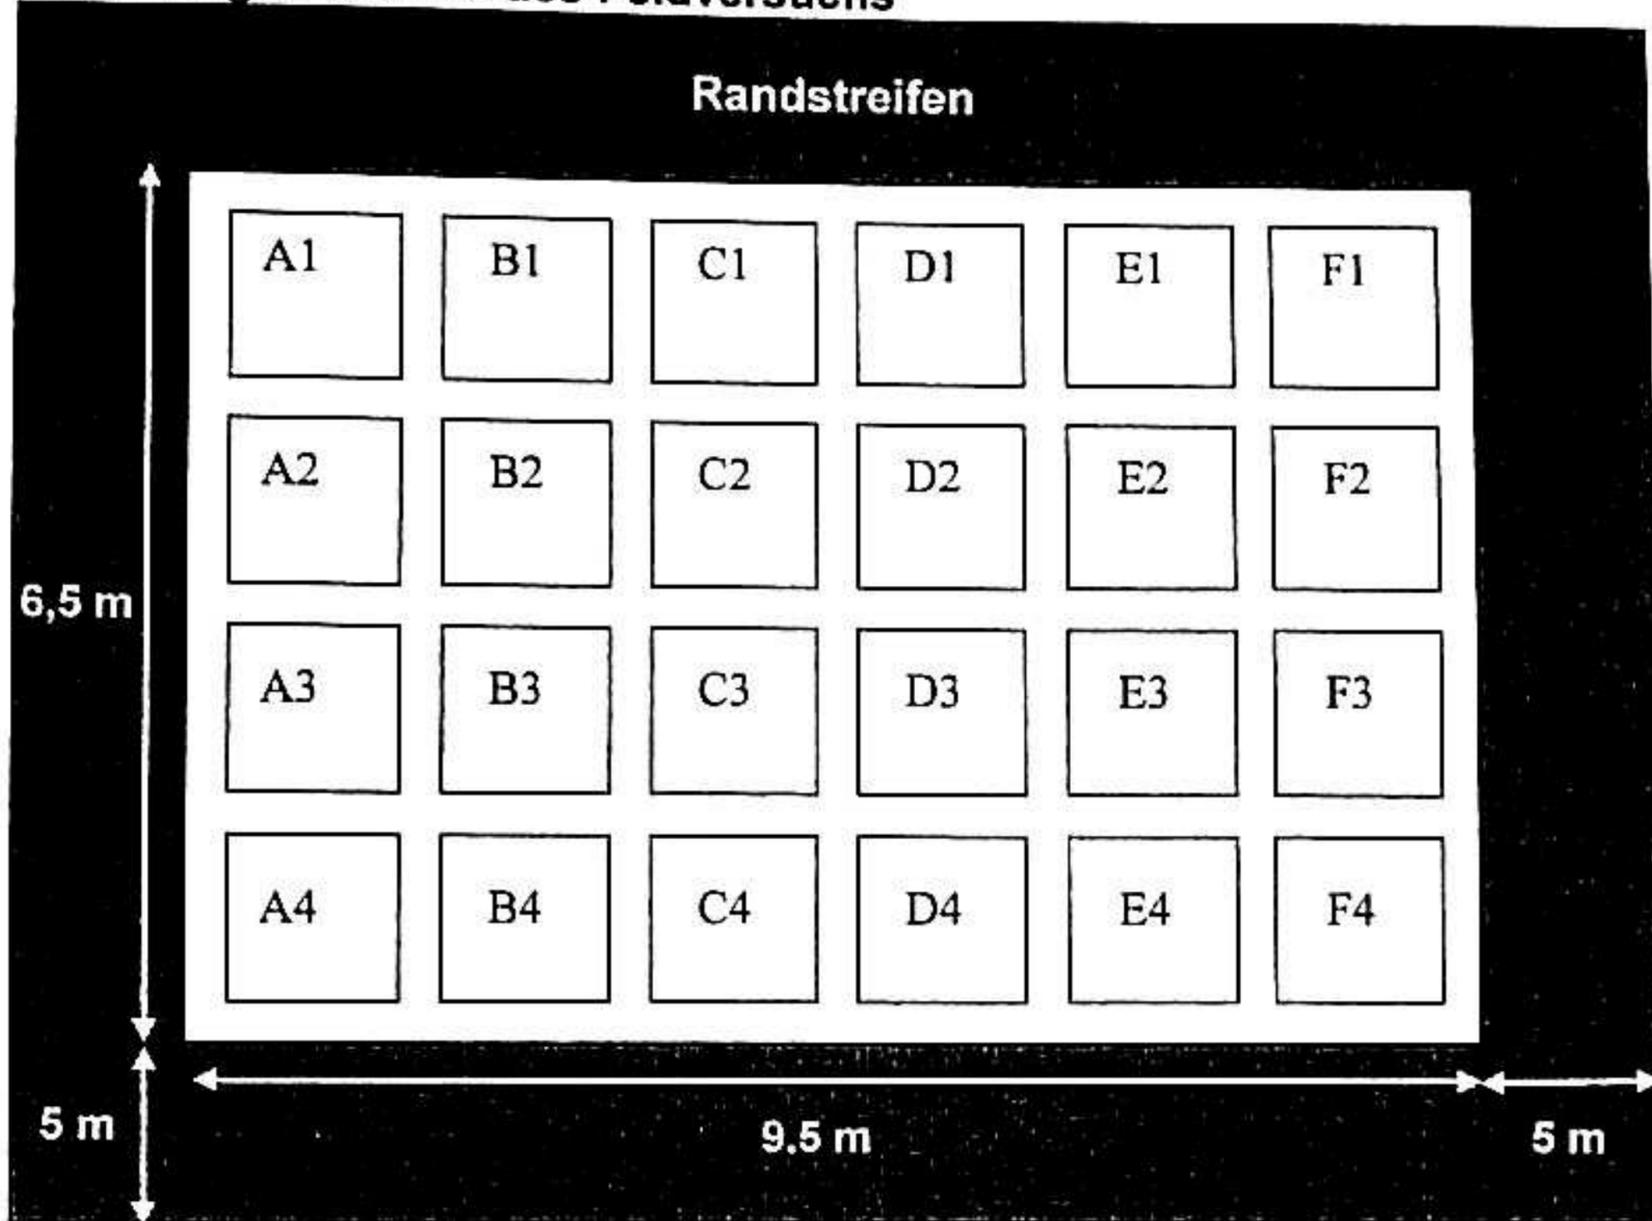 Feldversuchs
Randstreifen
A1 B1 C1 D1 E1 F1
A2 B2 C2 D2 E2 F2
6,5 m
A3 B3 C3 D3 E3 F3
A4 B4 C4 D4 E4 F4
5 m 9.5 m 5 m